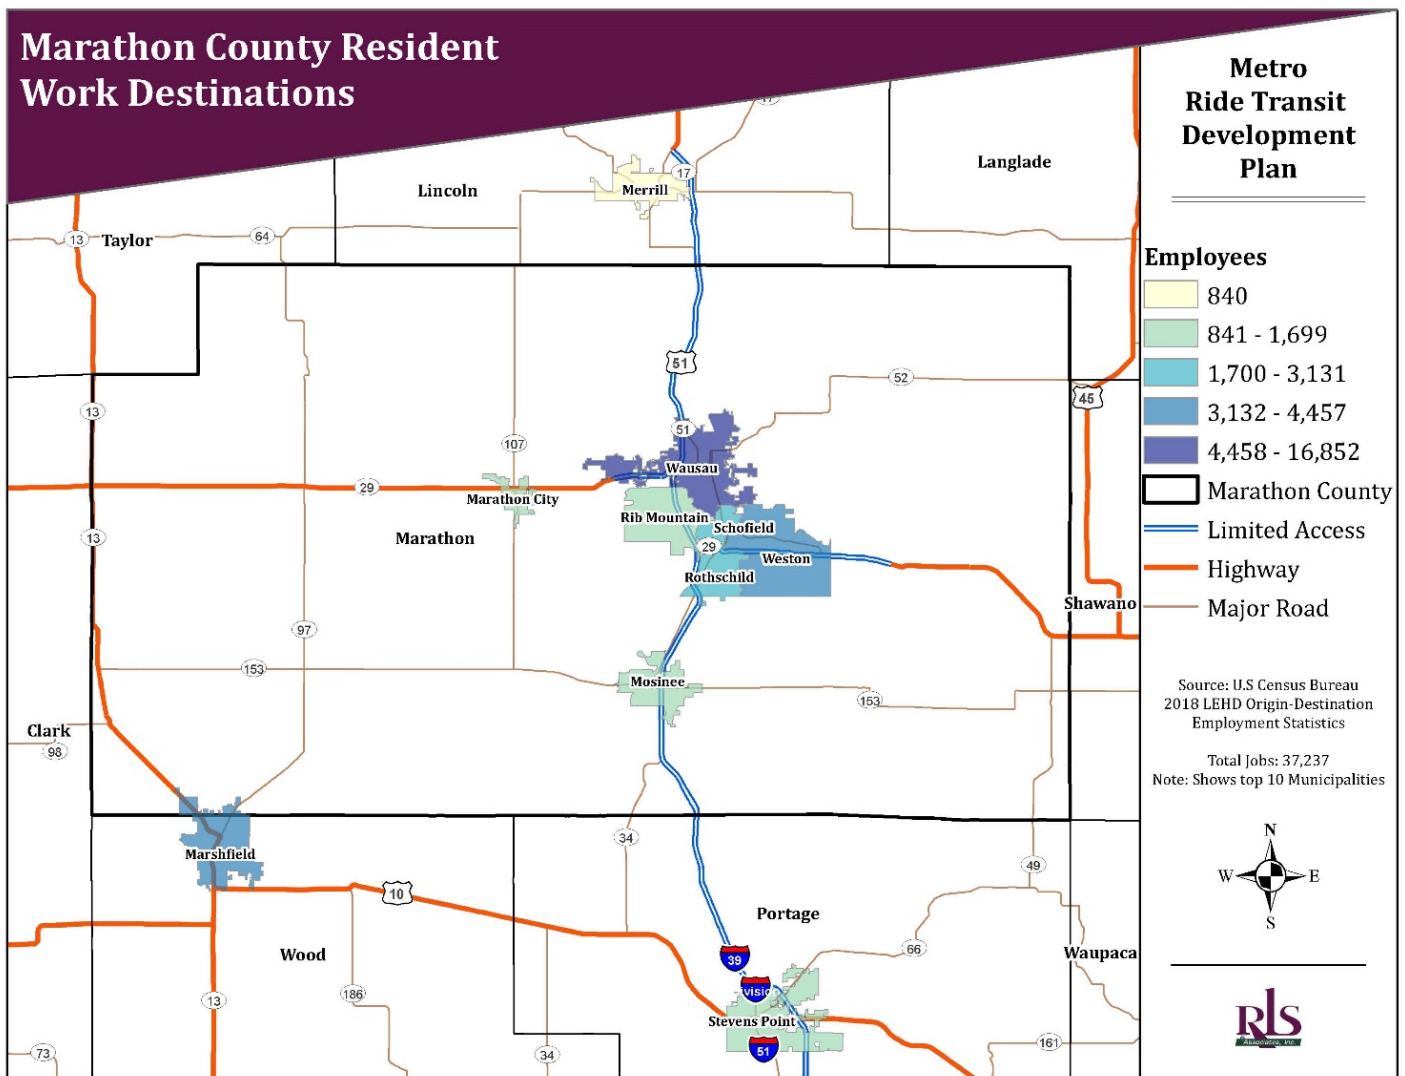 Marathon County Resident
Work Destinations
Metro
Ride Transit
Development
Plan
Employees
840
841 - 1,699
1,700 - 3,131
3,132 - 4,457
4,458 - 16,852
Marathon County
Limited Access
Highway
Major Road
Source: U.S Census Bureau
2018 LEHD Origin-Destination
Employment Statistics
Total Jobs: 37,237
Note: Shows top 10 Municipalities
N
W
E
S
RLS
Associates, Inc.
17
Langlade
Lincoln
Merrill
17
13
Taylor
64
51
52
45
13
51
107
Wausau
29
Marathon City
Rib Mountain
Schofield
13
Marathon
29
Weston
Rothschild
Shawano
97
153
Mosinee
153
Clark
98
34
Marshfield
49
10
Portage
66
Wood
39
Waupaca
186
13
Stevens Point
161
51
73
34